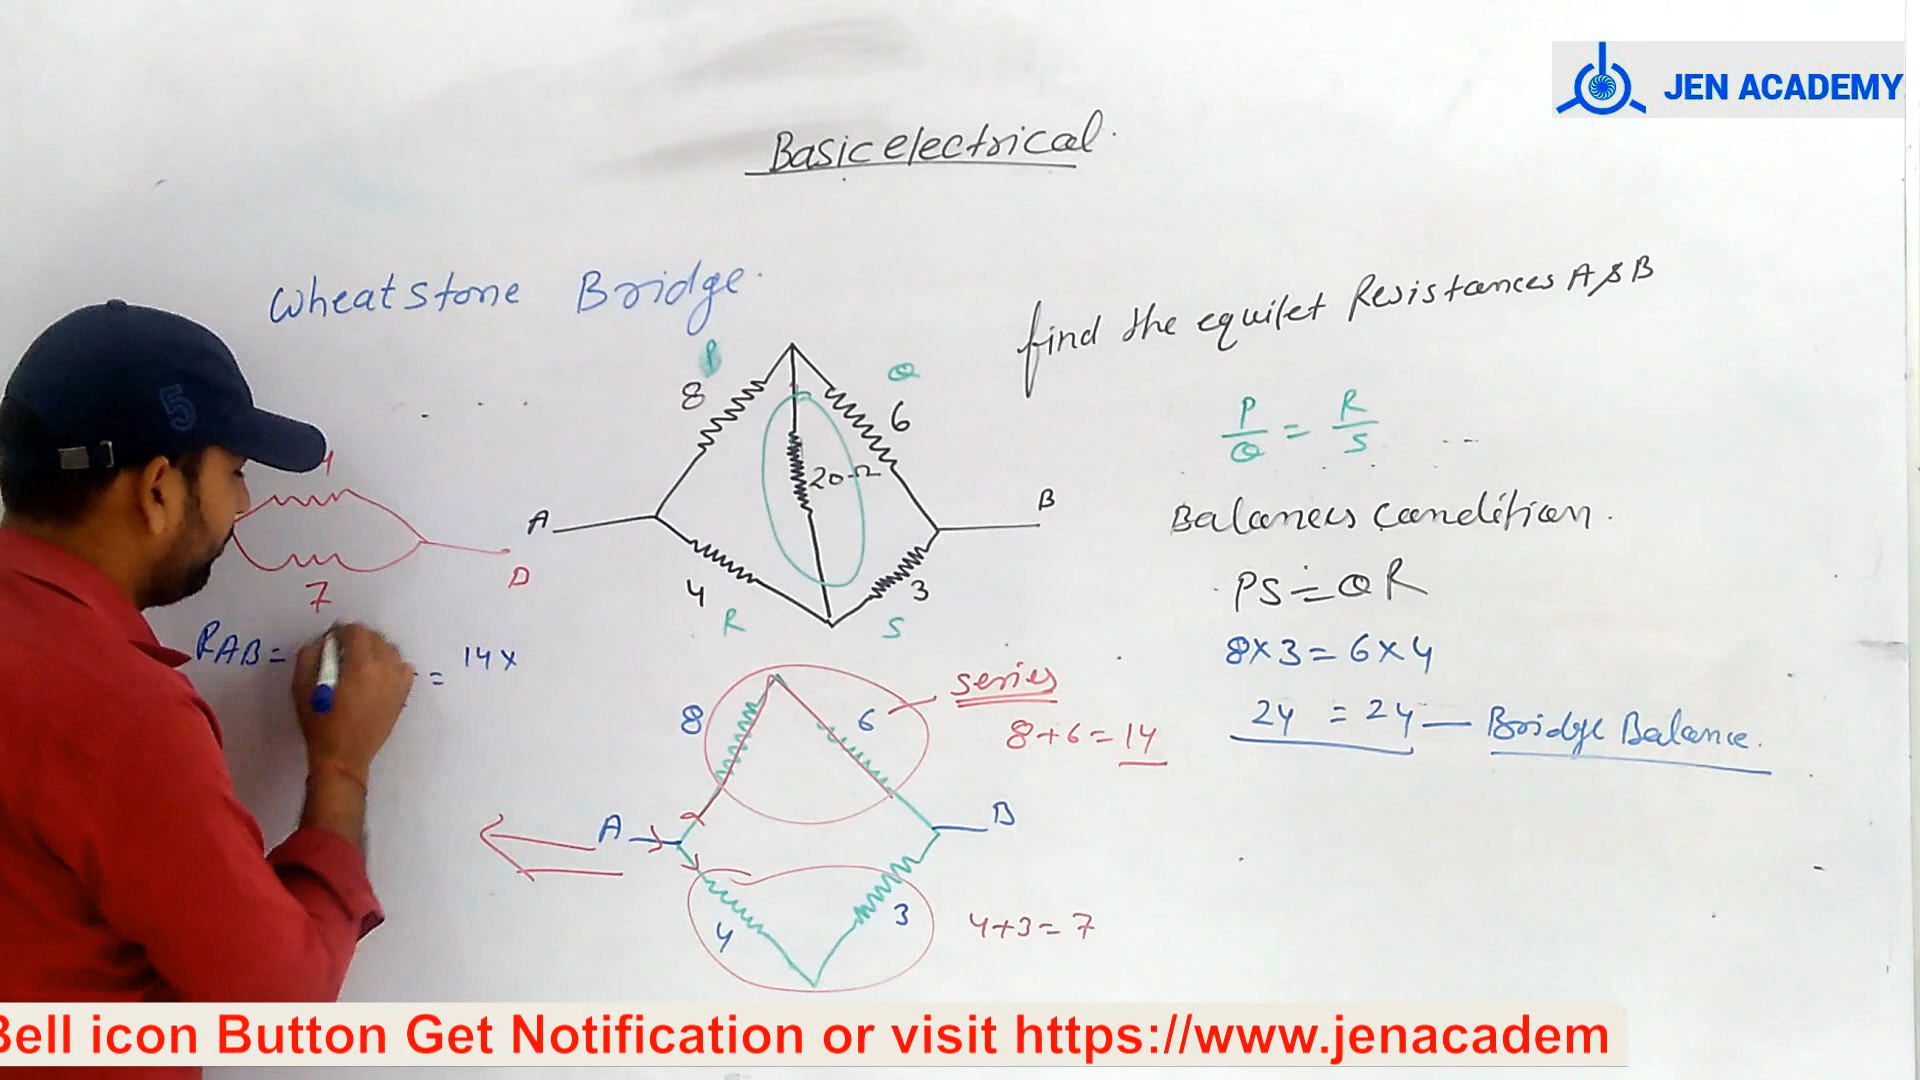 JEN ACADEMY
Basic electrical.
Wheatstone Bridge.
find the equilet Resistances A & B
P
Q
8
6
P/Q = R/S
20 Ω
A
B
Balances condition.
4
3
R
S
PS = QR
7
B
RAB =
= 14 x
8 x 3 = 6 x 4
series
8
6
8 + 6 = 14
24 = 24 — Bridge Balance.
A
B
4
3
4 + 3 = 7
Bell icon Button Get Notification or visit https://www.jenacadem